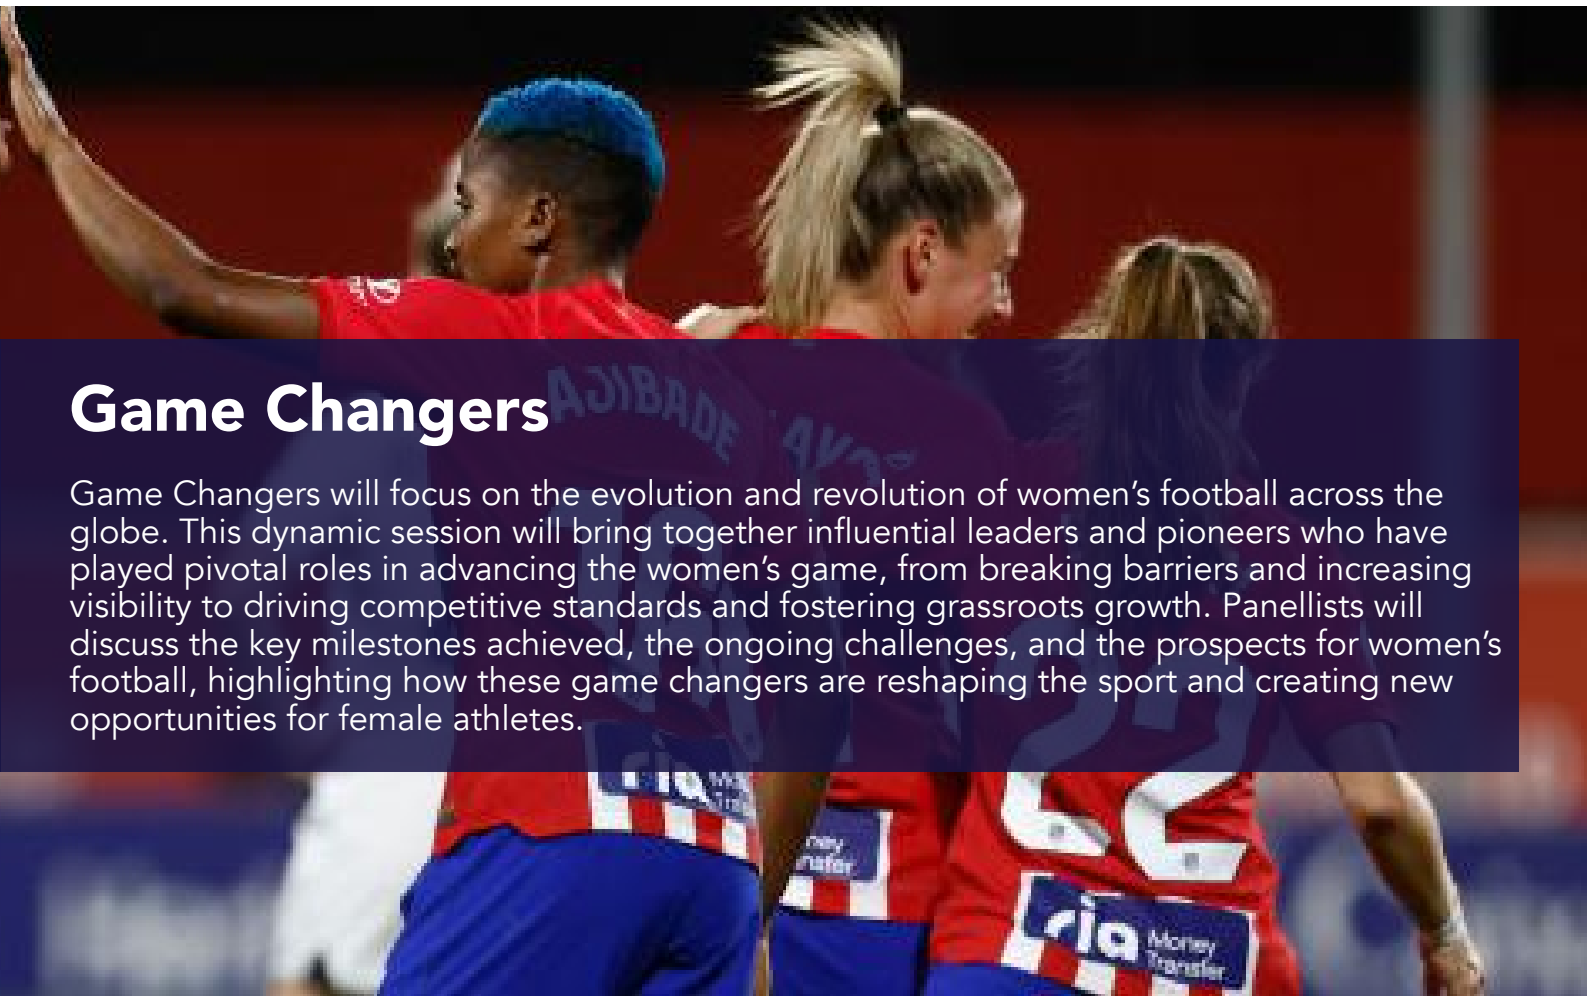 Game Changers
AJIBADE
Game Changers will focus on the evolution and revolution of women’s football across the
globe. This dynamic session will bring together influential leaders and pioneers who have
played pivotal roles in advancing the women’s game, from breaking barriers and increasing
visibility to driving competitive standards and fostering grassroots growth. Panellists will
discuss the key milestones achieved, the ongoing challenges, and the prospects for women’s
football, highlighting how these game changers are reshaping the sport and creating new
opportunities for female athletes.
22
ria
ria Money
Transfer